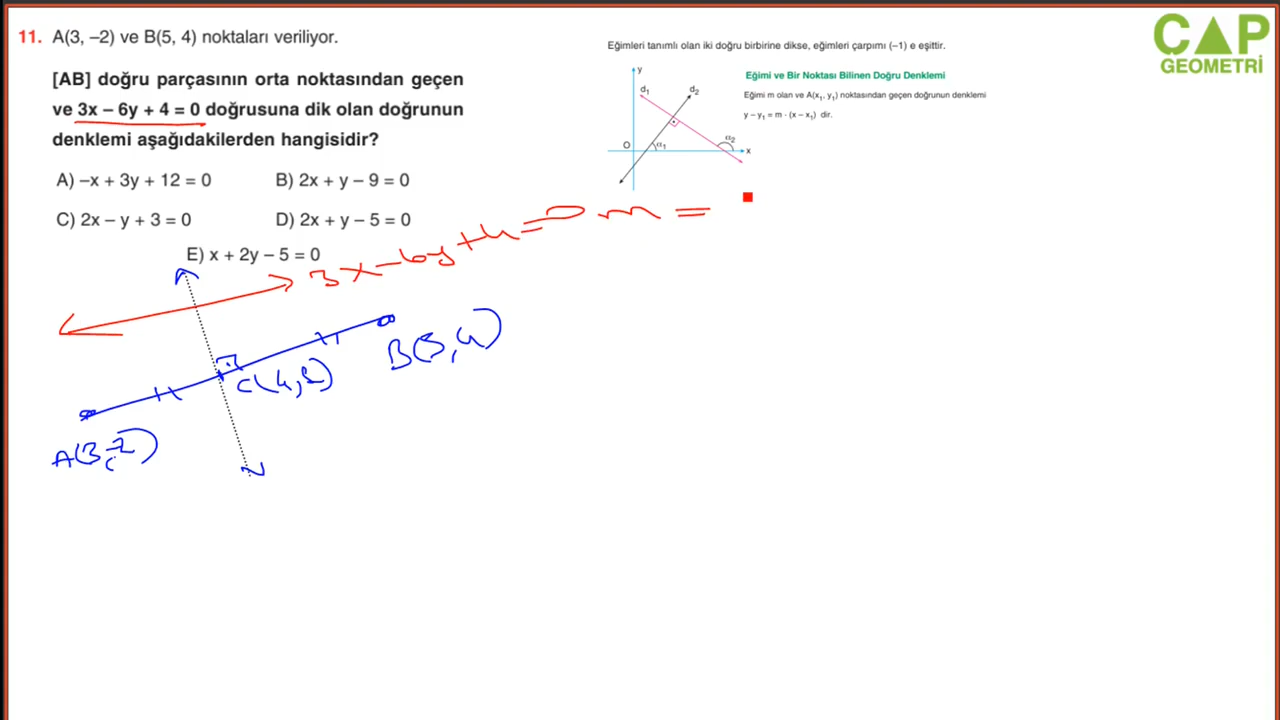 11. A(3, –2) ve B(5, 4) noktaları veriliyor.
[AB] doğru parçasının orta noktasından geçen
ve 3x – 6y + 4 = 0 doğrusuna dik olan doğrunun
denklemi aşağıdakilerden hangisidir?
A) –x + 3y + 12 = 0
B) 2x + y – 9 = 0
C) 2x – y + 3 = 0
D) 2x + y – 5 = 0
E) x + 2y – 5 = 0
Eğimleri tanımlı olan iki doğru birbirine dikse, eğimleri çarpımı (–1) e eşittir.
y
d₁
d₂
O
α₁
α₂
x
Eğimi ve Bir Noktası Bilinen Doğru Denklemi
Eğimi m olan ve A(x₁, y₁) noktasından geçen doğrunun denklemi
y – y₁ = m · (x – x₁) dir.
ÇAP
GEOMETRİ
3x-6y+4=0 m =
B(5,4)
A(3,-2)